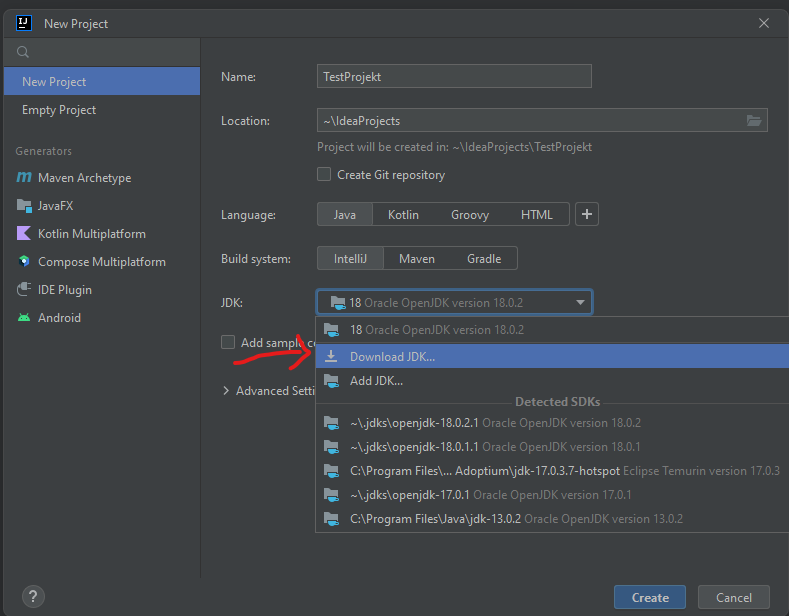 IJ New Project
New Project
Empty Project
Generators
Maven Archetype
JavaFX
Kotlin Multiplatform
Compose Multiplatform
IDE Plugin
Android
?
Name: TestProjekt
Location: ~\IdeaProjects
Project will be created in: ~\IdeaProjects\TestProjekt
Create Git repository
Language: Java Kotlin Groovy HTML +
Build system: IntelliJ Maven Gradle
JDK: 18 Oracle OpenJDK version 18.0.2
18 Oracle OpenJDK version 18.0.2
Add sample c
Download JDK...
Add JDK...
Advanced Setti
Detected SDKs
~\.jdks\openjdk-18.0.2.1 Oracle OpenJDK version 18.0.2
~\.jdks\openjdk-18.0.1.1 Oracle OpenJDK version 18.0.1
C:\Program Files\... Adoptium\jdk-17.0.3.7-hotspot Eclipse Temurin version 17.0.3
~\.jdks\openjdk-17.0.1 Oracle OpenJDK version 17.0.1
C:\Program Files\Java\jdk-13.0.2 Oracle OpenJDK version 13.0.2
Create Cancel